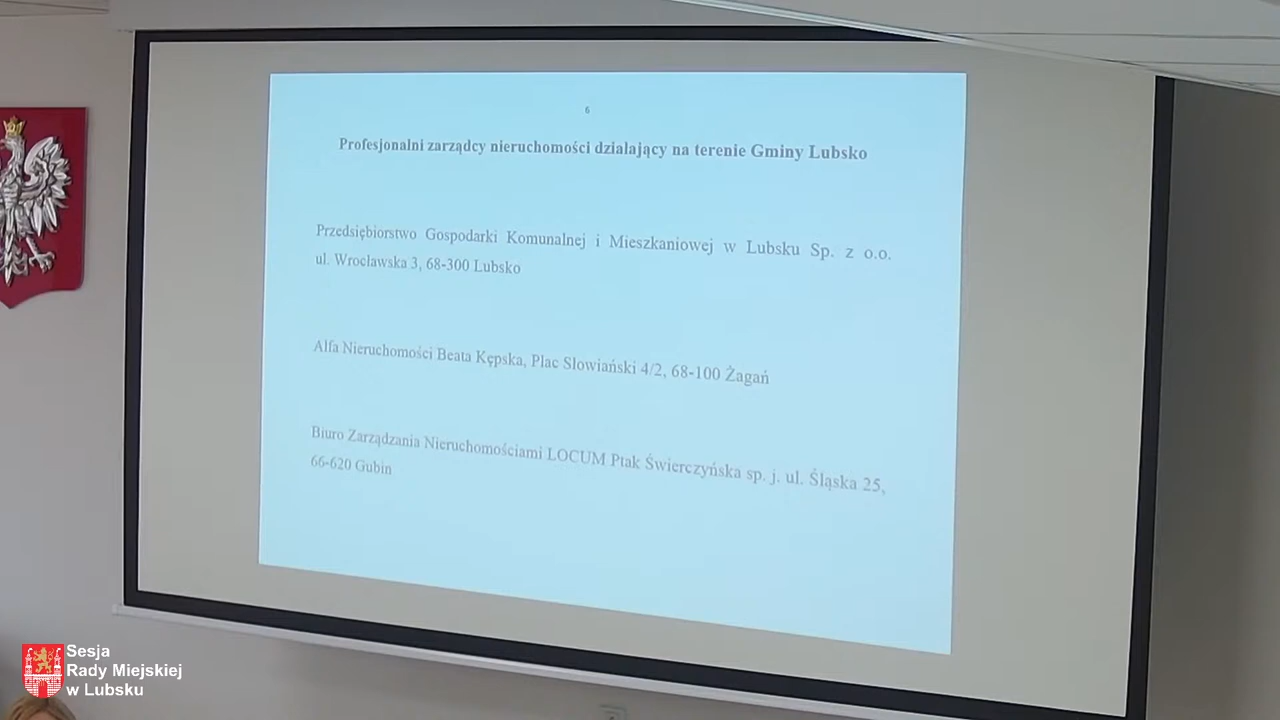 6
Profesjonalni zarządcy nieruchomości działający na terenie Gminy Lubsko
Przedsiębiorstwo Gospodarki Komunalnej i Mieszkaniowej w Lubsku Sp. z o.o.
ul. Wrocławska 3, 68-300 Lubsko
Alfa Nieruchomości Beata Kępska, Plac Słowiański 4/2, 68-100 Żagań
Biuro Zarządzania Nieruchomościami LOCUM Ptak Świerczyńska sp. j. ul. Śląska 25,
66-620 Gubin
Sesja
Rady Miejskiej
w Lubsku